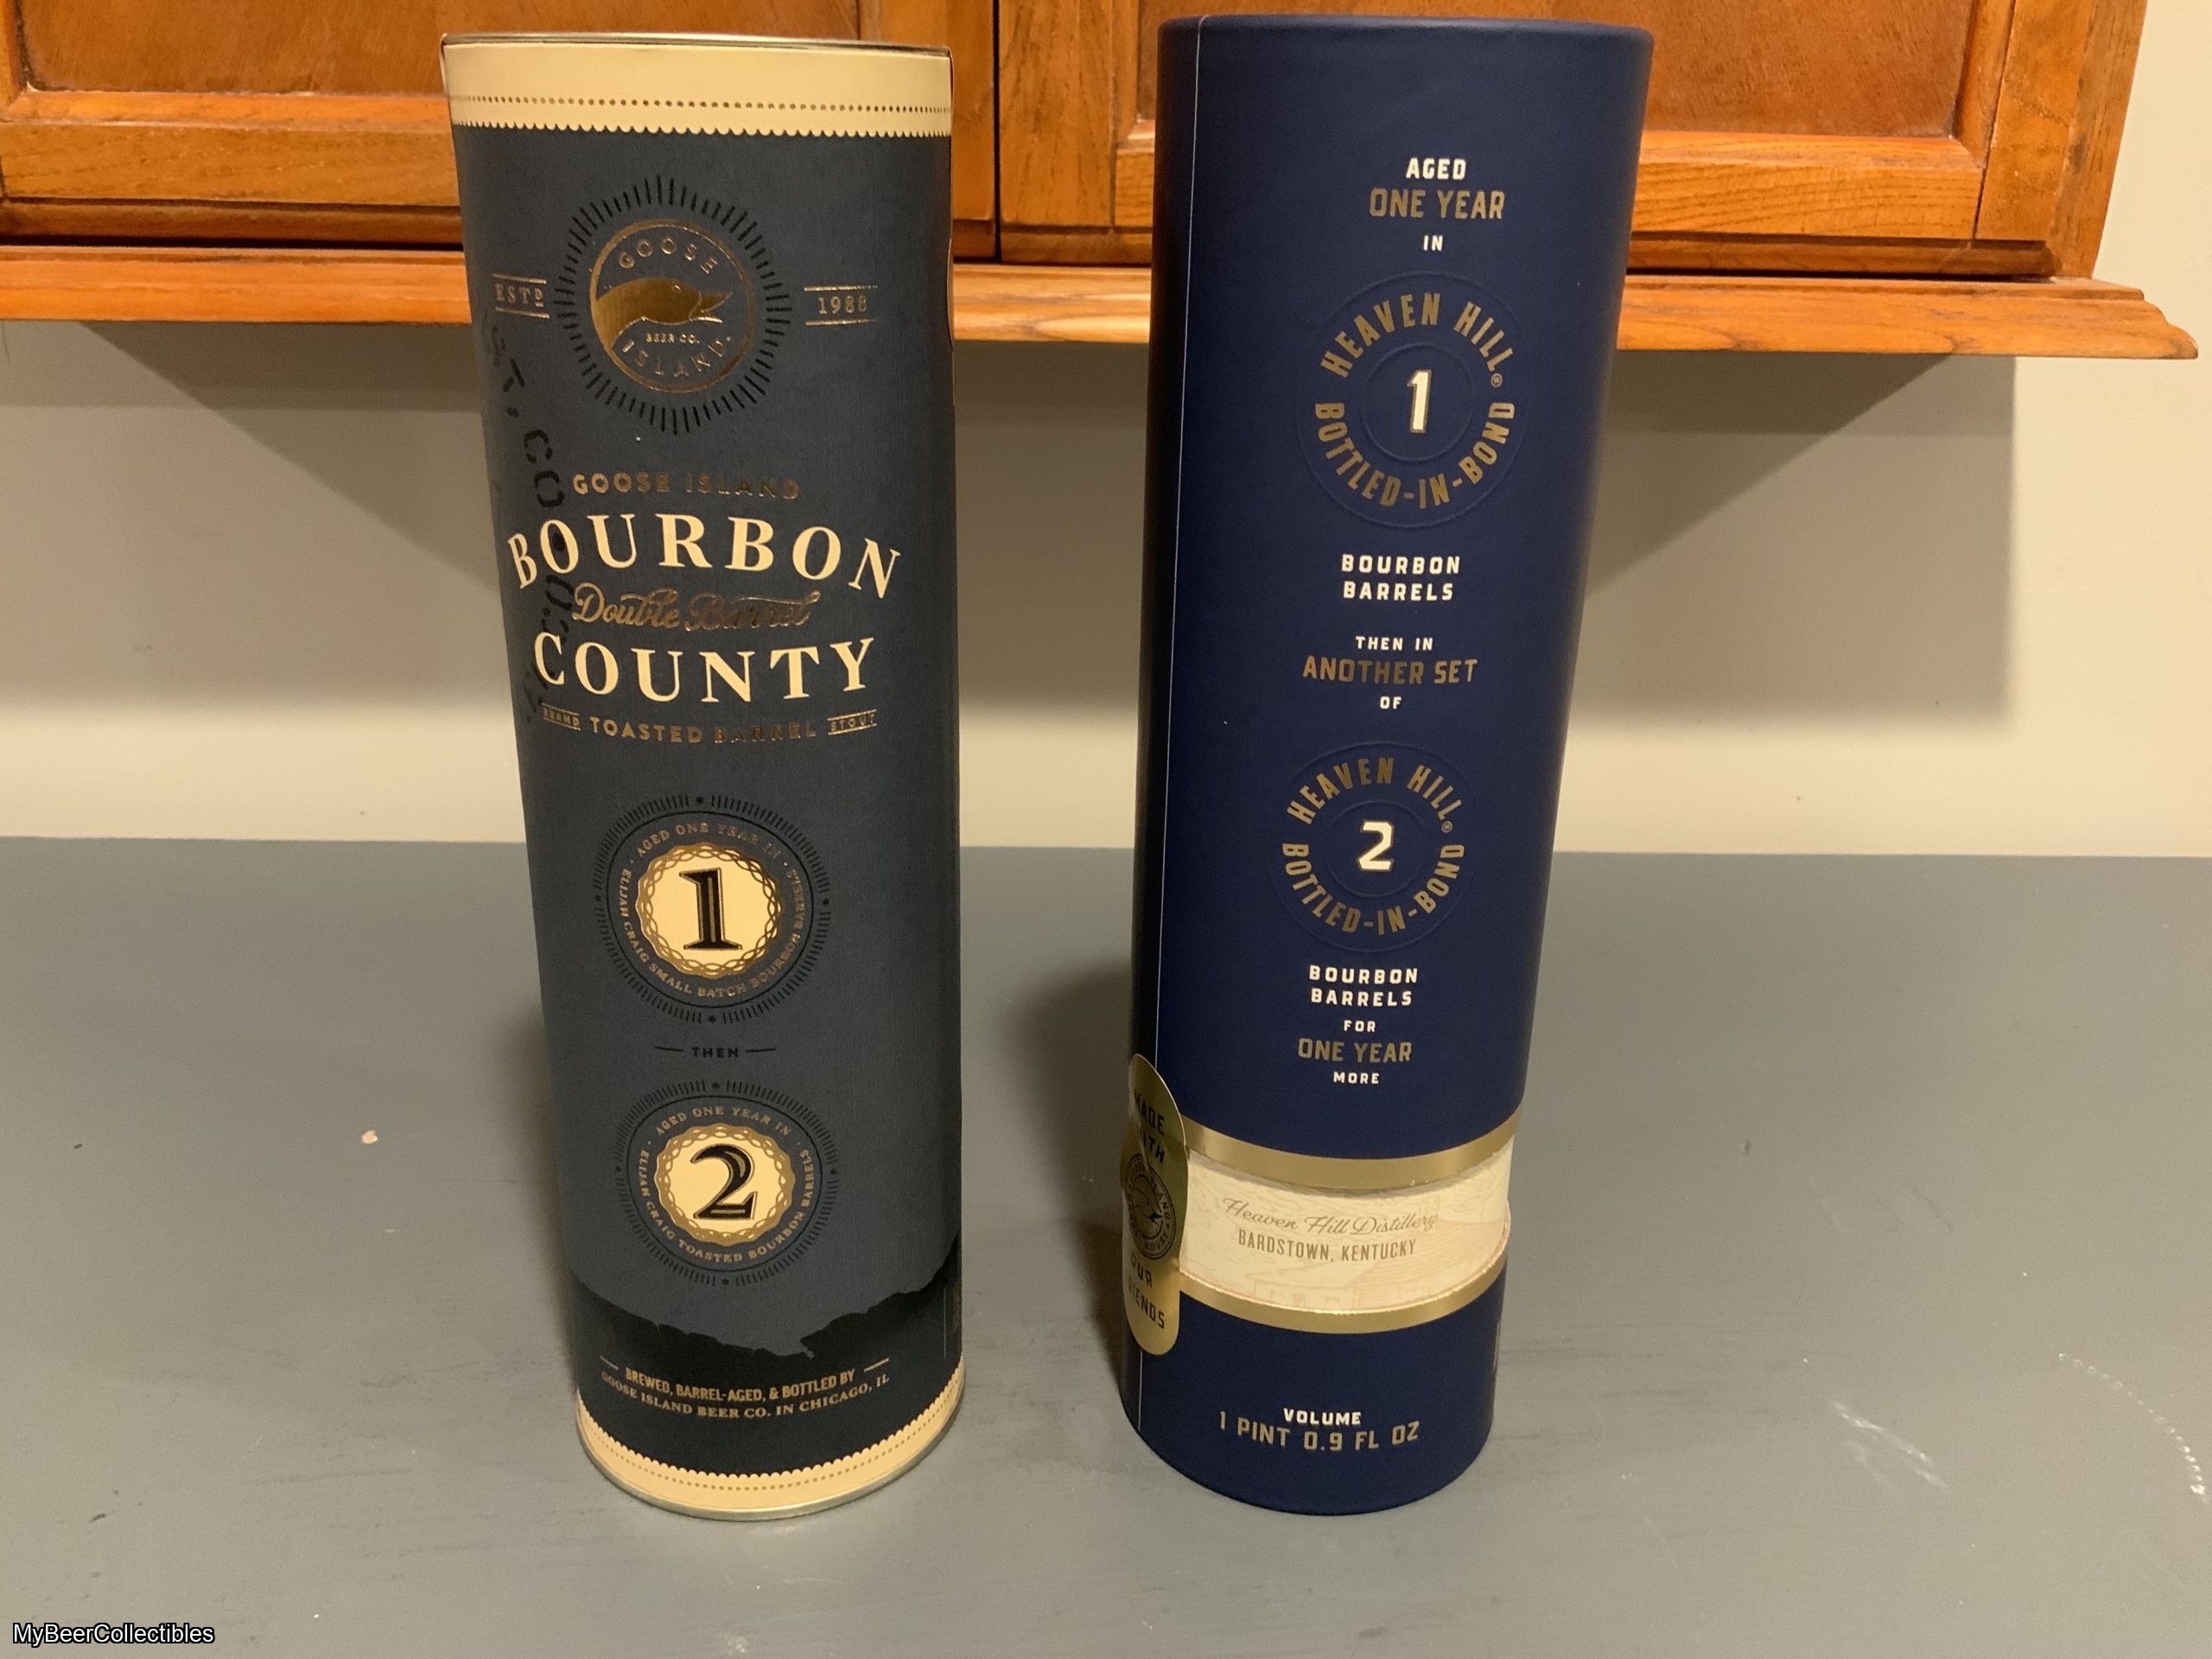 GOOSE
ISLAND
BEER CO.
ESTD
1988
GOOSE ISLAND
BOURBON
Double Barrel
COUNTY
BRAND TOASTED BARREL STOUT
AGED ONE YEAR IN
1
ELIJAH CRAIG SMALL BATCH BOURBON BARRELS
THEN
AGED ONE YEAR IN
2
ELIJAH CRAIG TOASTED BOURBON BARRELS
BREWED, BARREL-AGED, & BOTTLED BY
GOOSE ISLAND BEER CO. IN CHICAGO, IL
AGED
ONE YEAR
IN
HEAVEN HILL®
1
BOTTLED-IN-BOND
BOURBON
BARRELS
THEN IN
ANOTHER SET
OF
HEAVEN HILL®
2
BOTTLED-IN-BOND
BOURBON
BARRELS
FOR
ONE YEAR
MORE
MADE
WITH
OUR
Heaven Hill Distillery
BARDSTOWN, KENTUCKY
VOLUME
1 PINT 0.9 FL OZ
MyBeerCollectibles